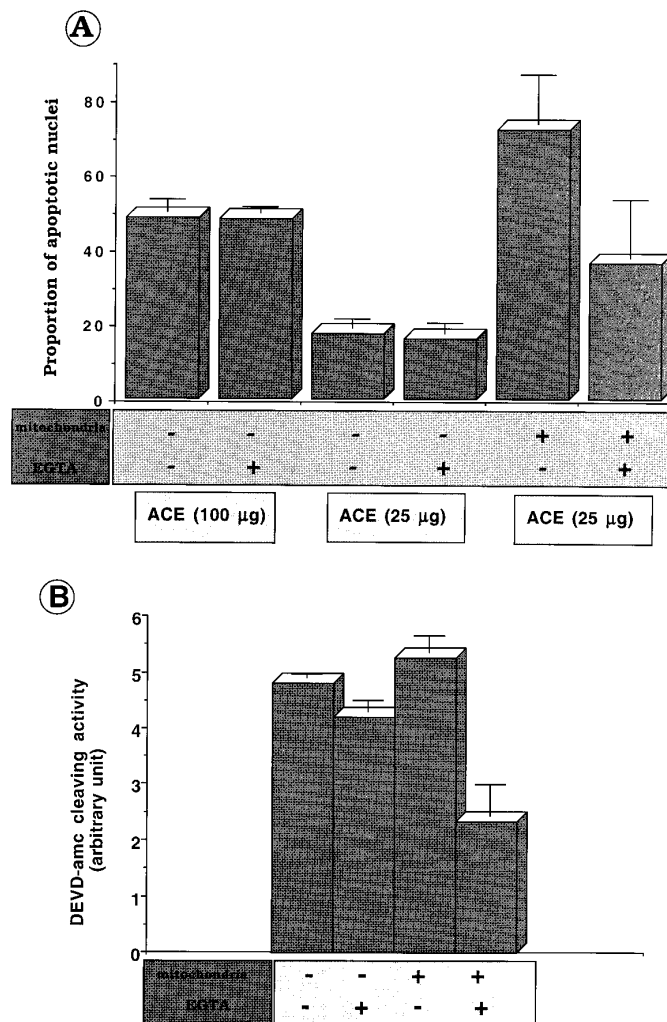 A
Proportion of apoptotic nuclei
80
60
40
20
0
mitochondria - - - - + +
EGTA - + - + - +
ACE (100 µg) ACE (25 µg) ACE (25 µg)
B
DEVD-amc cleaving activity
(arbitrary unit)
6
5
4
3
2
1
0
mitochondria - - + +
EGTA - + - +